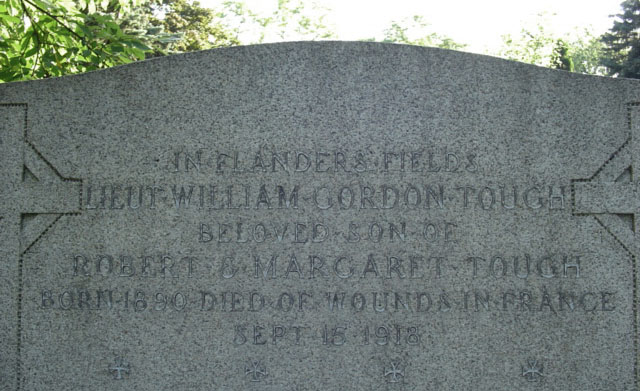 IN FLANDERS FIELDS
LIEUT·WILLIAM·GORDON·TOUGH
BELOVED·SON·OF
ROBERT·&·MARGARET·TOUGH
BORN·1890·DIED·OF·WOUNDS·IN·FRANCE
SEPT·15·1918